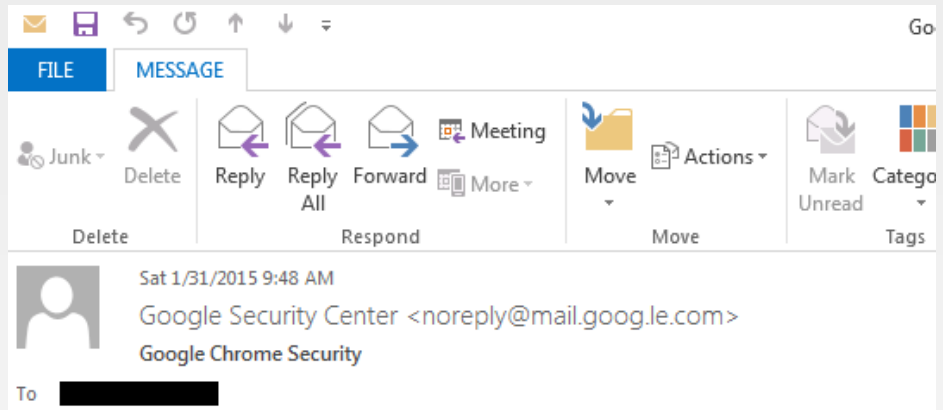 Go
FILE MESSAGE
Junk Delete Reply Reply All Forward Meeting More Move Actions Mark Unread Catego
Delete Respond Move Tags
Sat 1/31/2015 9:48 AM
Google Security Center <noreply@mail.goog.le.com>
Google Chrome Security
To